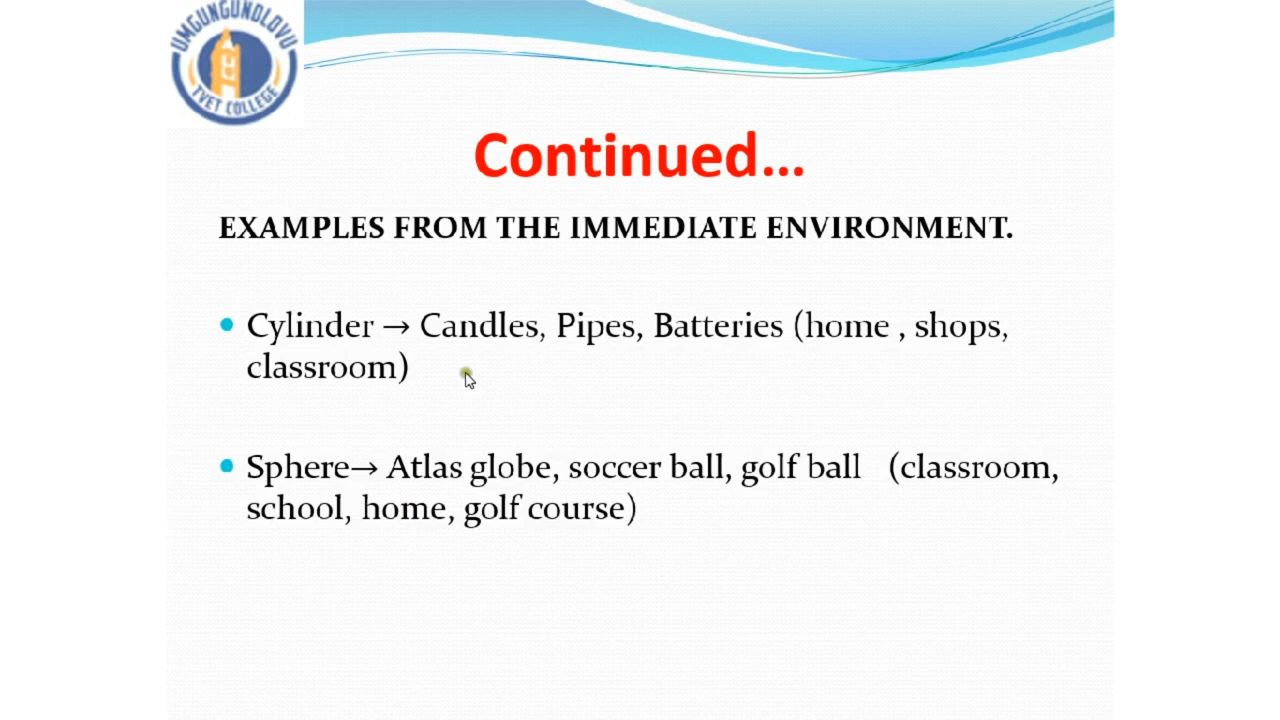 UMGUNGUNDLOVU
TVET COLLEGE
Continued...
EXAMPLES FROM THE IMMEDIATE ENVIRONMENT.
• Cylinder → Candles, Pipes, Batteries (home , shops,
classroom)
• Sphere→ Atlas globe, soccer ball, golf ball (classroom,
school, home, golf course)